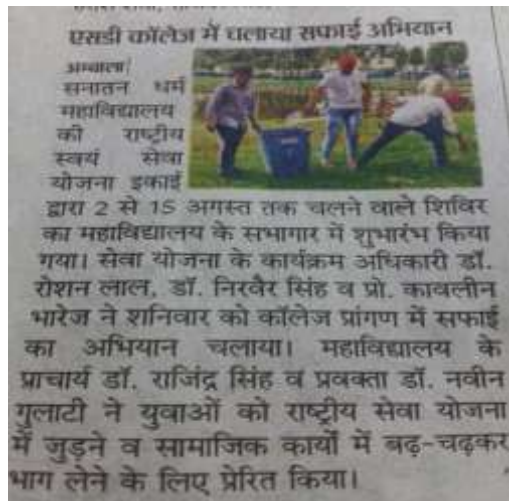 एसडी कॉलेज में चलाया सफाई अभियान
अम्बाला|
सनातन धर्म
महाविद्यालय
की राष्ट्रीय
स्वयं सेवा
योजना इकाई
द्वारा 2 से 15 अगस्त तक चलने वाले शिविर
का महाविद्यालय के सभागार में शुभारंभ किया
गया। सेवा योजना के कार्यक्रम अधिकारी डॉ.
रोशन लाल, डॉ. निरवैर सिंह व प्रो. कावलीन
भारेज ने शनिवार को कॉलेज प्रांगण में सफाई
का अभियान चलाया। महाविद्यालय के
प्राचार्य डॉ. राजिंद्र सिंह व प्रवक्ता डॉ. नवीन
गुलाटी ने युवाओं को राष्ट्रीय सेवा योजना
में जुड़ने व सामाजिक कार्यों में बढ़-चढ़कर
भाग लेने के लिए प्रेरित किया।